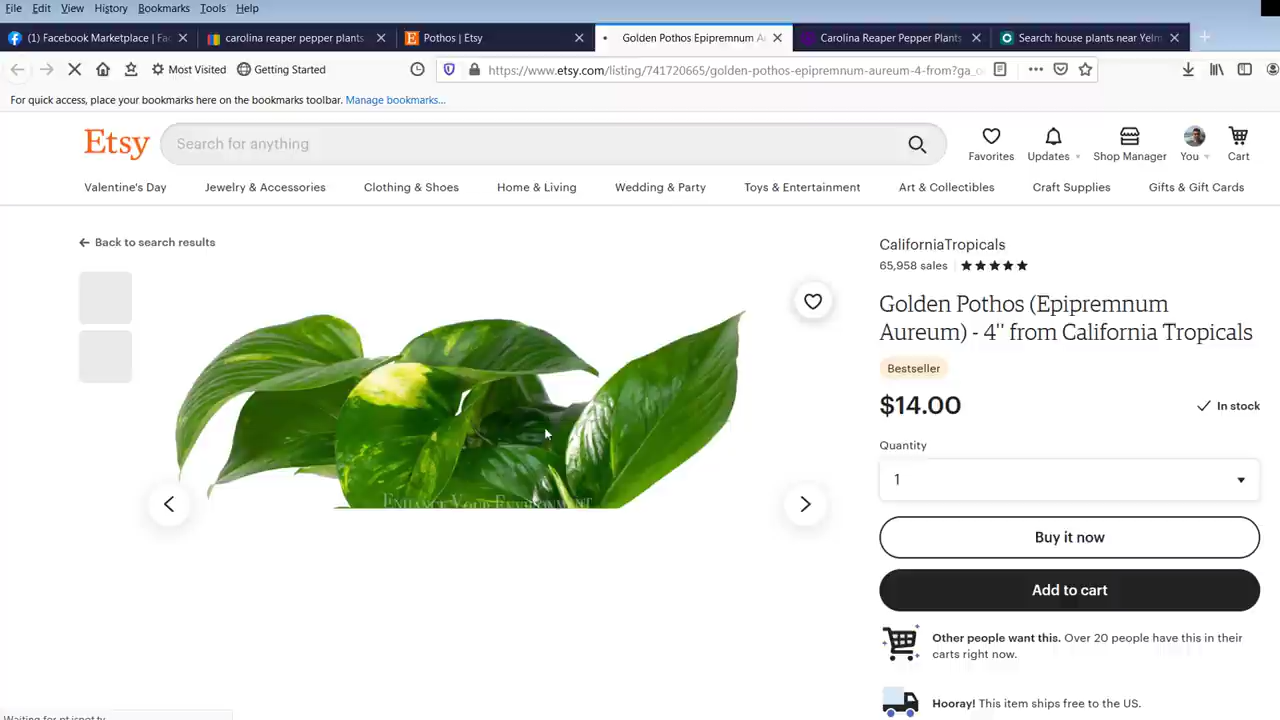 File Edit View History Bookmarks Tools Help
(1) Facebook Marketplace | Fac
carolina reaper pepper plants
Pothos | Etsy
Golden Pothos Epipremnum A
Carolina Reaper Pepper Plants
Search: house plants near Yelm
Most Visited Getting Started
https://www.etsy.com/listing/741720665/golden-pothos-epipremnum-aureum-4-from?ga_o
For quick access, place your bookmarks here on the bookmarks toolbar. Manage bookmarks...
Etsy
Search for anything
Favorites Updates Shop Manager You Cart
Valentine's Day Jewelry & Accessories Clothing & Shoes Home & Living Wedding & Party Toys & Entertainment Art & Collectibles Craft Supplies Gifts & Gift Cards
Back to search results
CaliforniaTropicals
65,958 sales
Golden Pothos (Epipremnum
Aureum) - 4" from California Tropicals
Bestseller
$14.00
In stock
Quantity
1
Enhance Your Environment
Buy it now
Add to cart
Other people want this. Over 20 people have this in their
carts right now.
Hooray! This item ships free to the US.